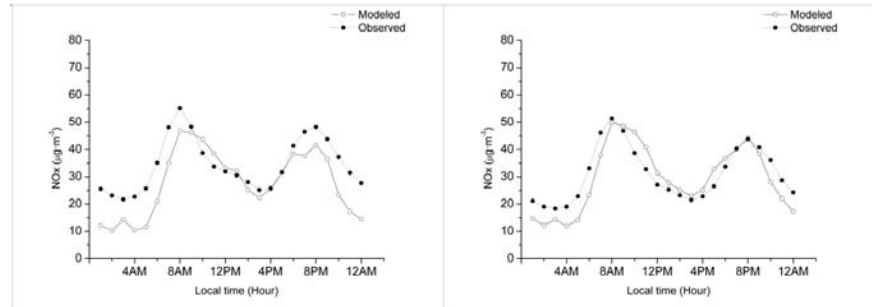 Modeled
Observed
80
70
60
50
40
30
20
10
0
NOx (μg·m⁻³)
4AM 8AM 12PM 4PM 8PM 12AM
Local time (Hour)
Modeled
Observed
80
70
60
50
40
30
20
10
0
NOx (μg·m⁻³)
4AM 8AM 12PM 4PM 8PM 12AM
Local time (Hour)